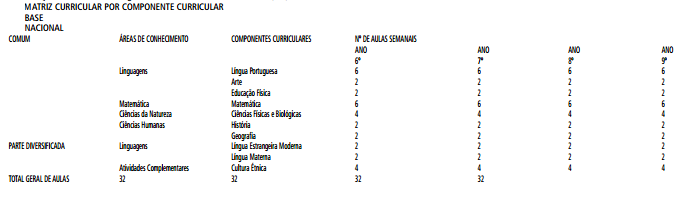 MATRIZ CURRICULAR POR COMPONENTE CURRICULAR
BASE
NACIONAL
COMUM ÁREAS DE CONHECIMENTO COMPONENTES CURRICULARES Nº DE AULAS SEMANAIS
ANO ANO ANO ANO
6º 7º 8º 9º
Linguagens Língua Portuguesa 6 6 6 6
Arte 2 2 2 2
Educação Física 2 2 2 2
Matemática Matemática 6 6 6 6
Ciências da Natureza Ciências Físicas e Biológicas 4 4 4 4
Ciências Humanas História 2 2 2 2
Geografia 2 2 2 2
PARTE DIVERSIFICADA Linguagens Língua Estrangeira Moderna 2 2 2 2
Língua Materna 2 2 2 2
Atividades Complementares Cultura Étnica 4 4 4 4
TOTAL GERAL DE AULAS 32 32 32 32